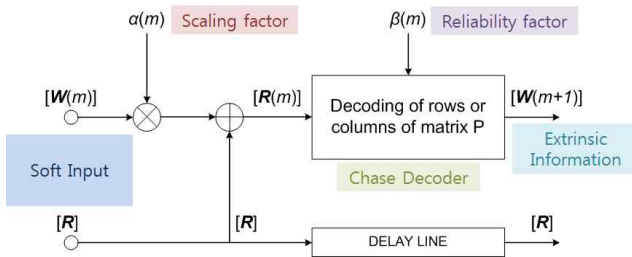 α(m) Scaling factor
β(m) Reliability factor
[W(m)]
[R(m)]
Decoding of rows or
columns of matrix P
[W(m+1)]
Soft Input
Chase Decoder
Extrinsic
Information
[R]
[R]
DELAY LINE
[R]